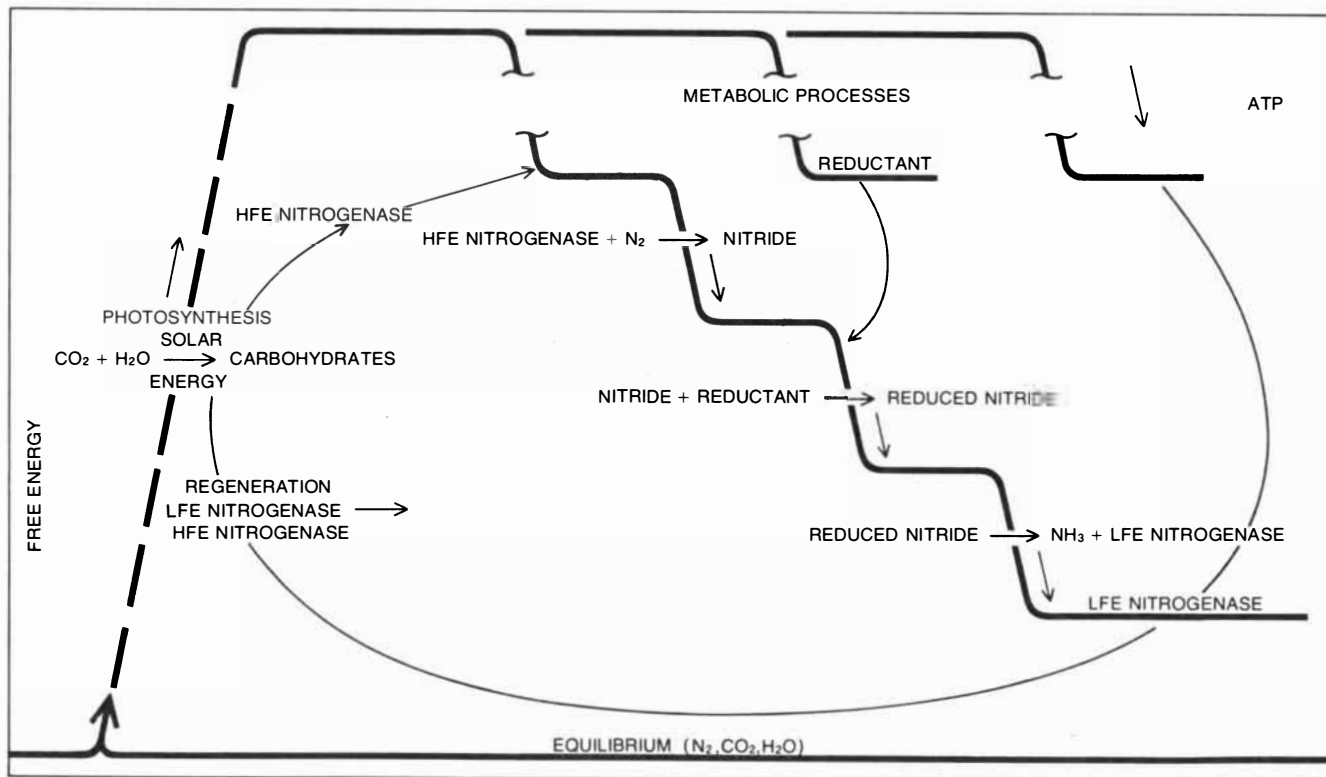 METABOLIC PROCESSES
ATP
REDUCTANT
HFE NITROGENASE
HFE NITROGENASE + N₂ → NITRIDE
PHOTOSYNTHESIS
SOLAR
CO₂ + H₂O → CARBOHYDRATES
ENERGY
NITRIDE + REDUCTANT → REDUCED NITRIDE
FREE ENERGY
REGENERATION
LFE NITROGENASE →
HFE NITROGENASE
REDUCED NITRIDE → NH₃ + LFE NITROGENASE
LFE NITROGENASE
EQUILIBRIUM (N₂,CO₂,H₂O)